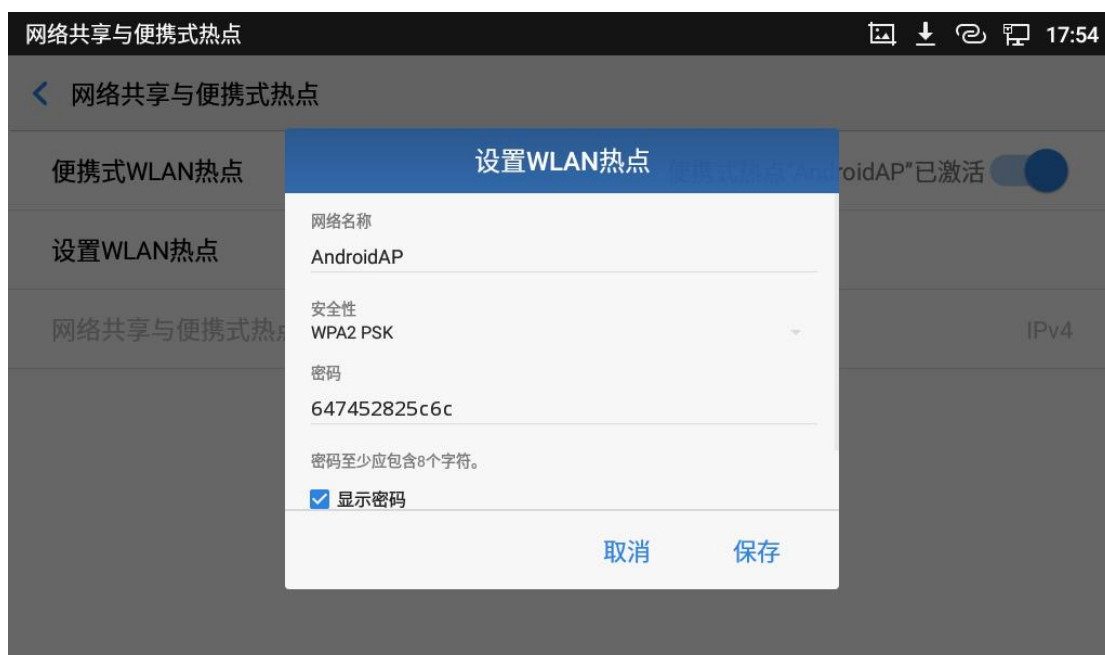 网络共享与便携式热点
17:54
网络共享与便携式热点
便携式WLAN热点
便携式热点"AndroidAP"已激活
设置WLAN热点
网络共享与便携式热点
IPv4
设置WLAN热点
网络名称
AndroidAP
安全性
WPA2 PSK
密码
647452825c6c
密码至少应包含8个字符。
显示密码
取消
保存